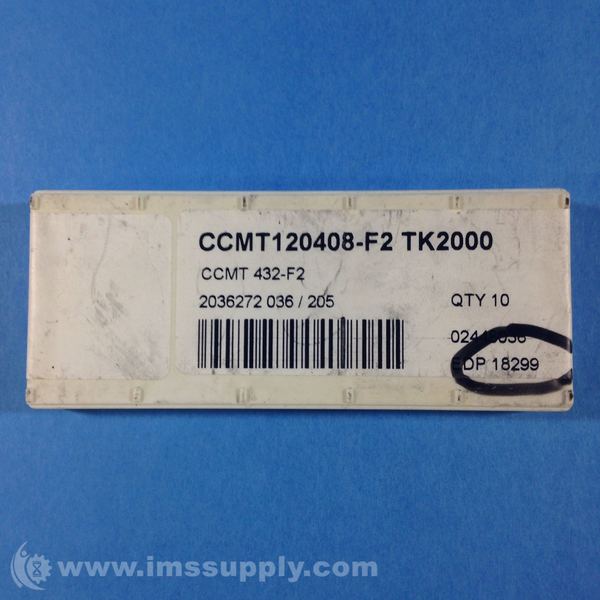 CCMT120408-F2 TK2000
CCMT 432-F2
2036272 036 / 205
QTY 10
EDP 18299
www.imssupply.com